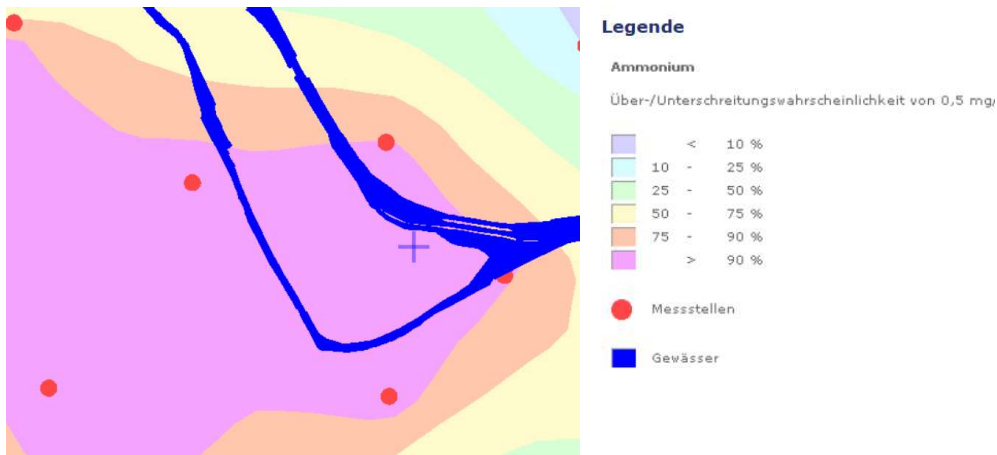 Legende
Ammonium
Über-/Unterschreitungswahrscheinlichkeit von 0,5 mg/
< 10 %
10 - 25 %
25 - 50 %
50 - 75 %
75 - 90 %
> 90 %
Messstellen
Gewässer